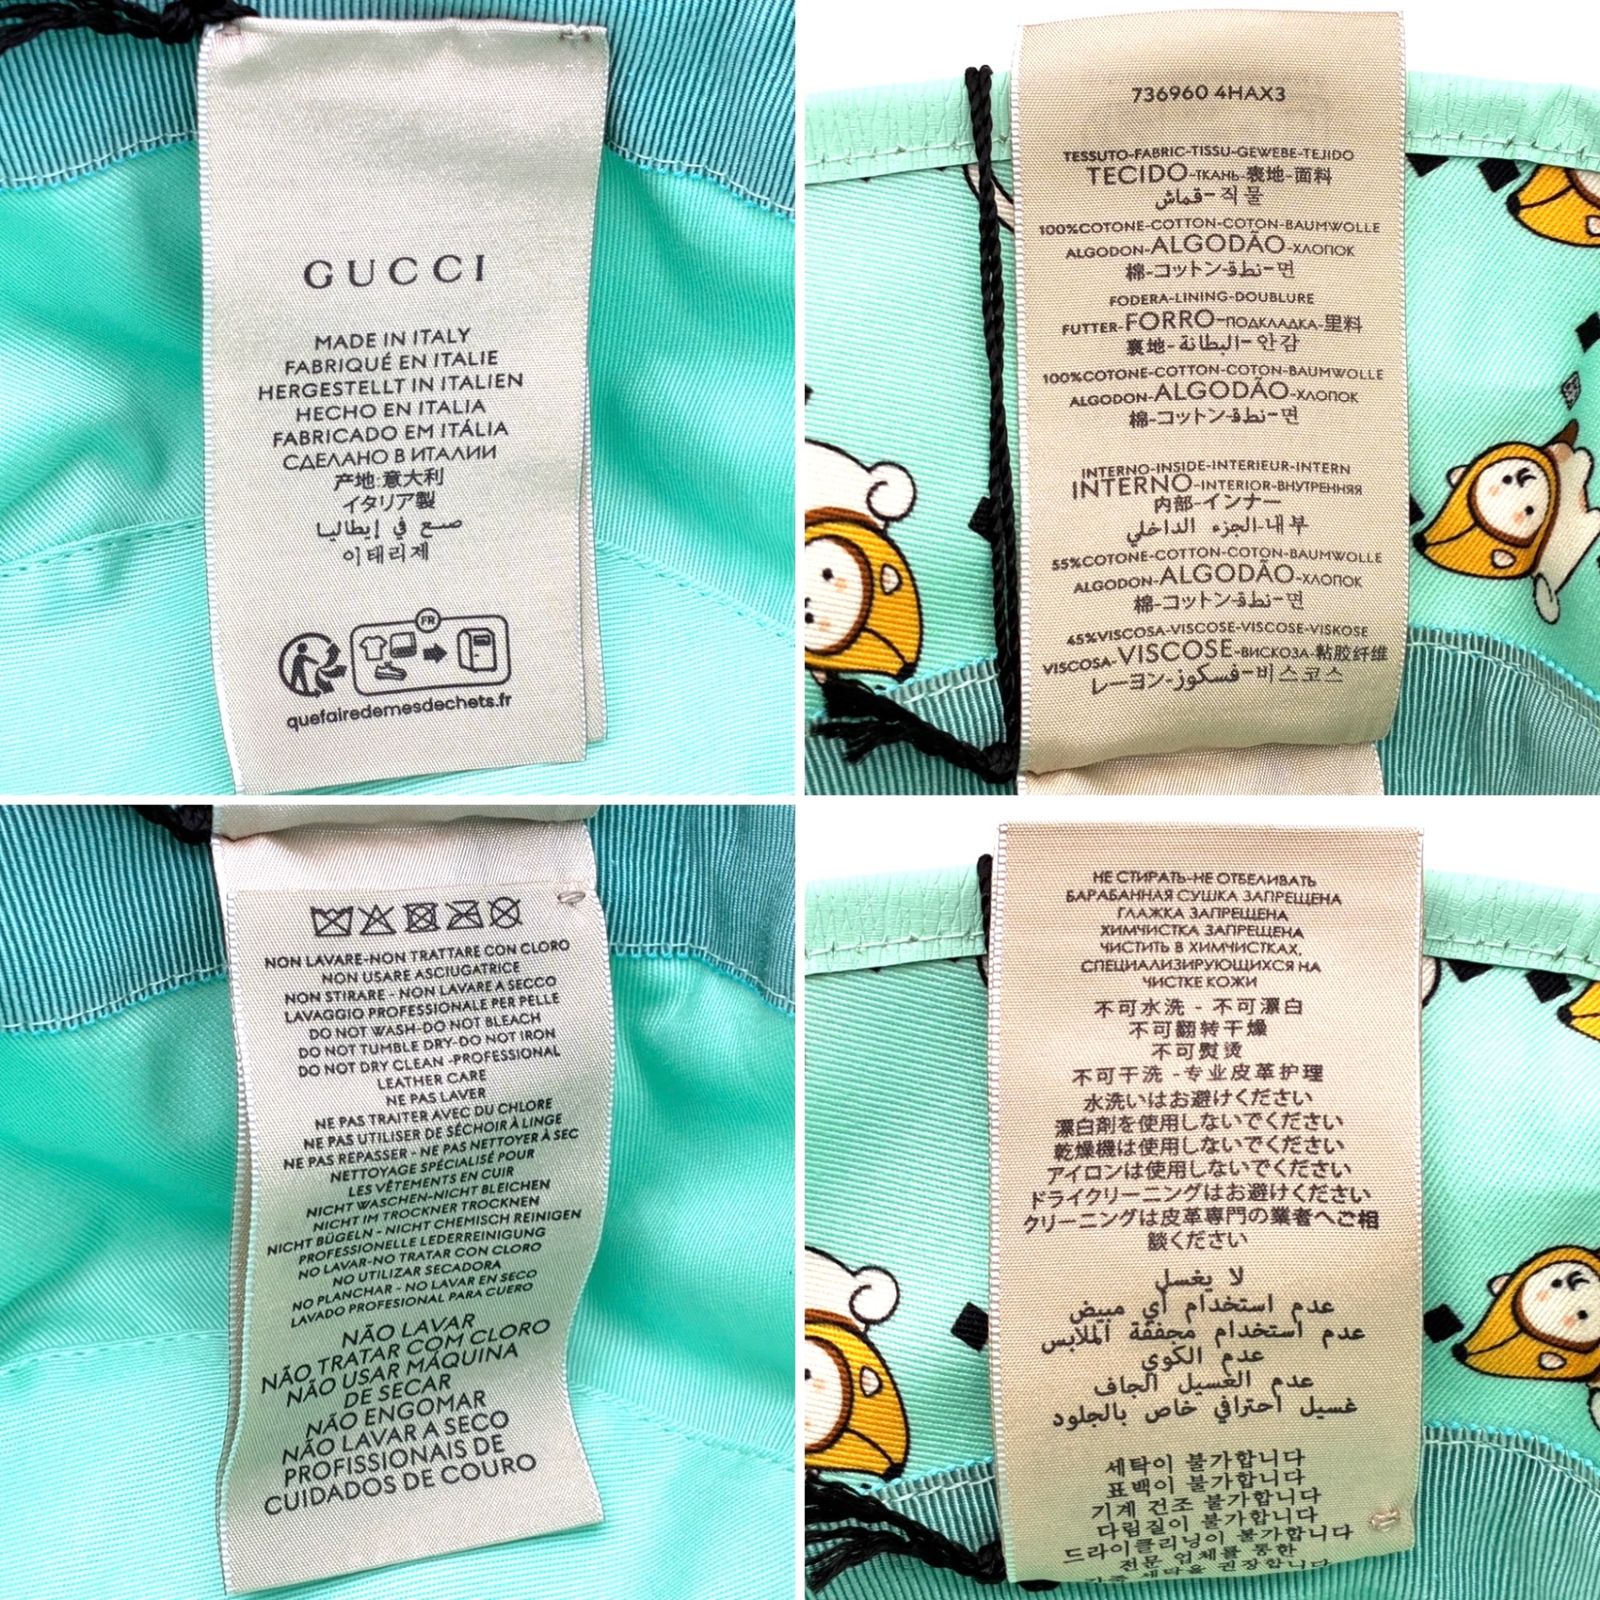 GUCCI
MADE IN ITALY
FABRIQUÉ EN ITALIE
HERGESTELLT IN ITALIEN
HECHO EN ITALIA
FABRICADO EM ITÁLIA
СДЕЛАНО В ИТАЛИИ
产地:意大利
イタリア製
صنع في إيطاليا
이태리제
FR
quefairedemesdechets.fr
736960 4HAX3
TESSUTO-FABRIC-TISSU-GEWEBE-TEJIDO
TECIDO-ТКАНЬ-表地-面料
قماش-직물
100%COTONE-COTTON-COTON-BAUMWOLLE
ALGODON-ALGODÃO-ХЛОПОК
棉-コットン-قطن-면
FODERA-LINING-DOUBLURE
FUTTER-FORRO-ПОДКЛАДКА-里料
裏地-البطانة-안감
100%COTONE-COTTON-COTON-BAUMWOLLE
ALGODON-ALGODÃO-ХЛОПОК
棉-コットン-قطن-면
INTERNO-INSIDE-INTERIEUR-INTERN
INTERNO-INTERIOR-ВНУТРЕННЯЯ
内部-インナー
الجزء الداخلي-내부
55%COTONE-COTTON-COTON-BAUMWOLLE
ALGODON-ALGODÃO-ХЛОПОК
棉-コットン-قطن-면
45%VISCOSA-VISCOSE-VISCOSE-VISKOSE
VISCOSA-VISCOSE-ВИСКОЗА-粘胶纤维
レーヨン-فسكوز-비스코스
NON LAVARE-NON TRATTARE CON CLORO
NON USARE ASCIUGATRICE
NON STIRARE - NON LAVARE A SECCO
LAVAGGIO PROFESSIONALE PER PELLE
DO NOT WASH-DO NOT BLEACH
DO NOT TUMBLE DRY-DO NOT IRON
DO NOT DRY CLEAN -PROFESSIONAL
LEATHER CARE
NE PAS LAVER
NE PAS TRAITER AVEC DU CHLORE
NE PAS UTILISER DE SÉCHOIR À LINGE
NE PAS REPASSER - NE PAS NETTOYER À SEC
NETTOYAGE SPÉCIALISÉ POUR
LES VÊTEMENTS EN CUIR
NICHT WASCHEN-NICHT BLEICHEN
NICHT IM TROCKNER TROCKNEN
NICHT BÜGELN - NICHT CHEMISCH REINIGEN
PROFESSIONELLE LEDERREINIGUNG
NO LAVAR-NO TRATAR CON CLORO
NO UTILIZAR SECADORA
NO PLANCHAR - NO LAVAR EN SECO
LAVADO PROFESIONAL PARA CUERO
NÃO LAVAR
NÃO TRATAR COM CLORO
NÃO USAR MÁQUINA
DE SECAR
NÃO ENGOMAR
NÃO LAVAR A SECO
PROFISSIONAIS DE
CUIDADOS DE COURO
НЕ СТИРАТЬ-НЕ ОТБЕЛИВАТЬ
БАРАБАННАЯ СУШКА ЗАПРЕЩЕНА
ГЛАЖКА ЗАПРЕЩЕНА
ХИМЧИСТКА ЗАПРЕЩЕНА
ЧИСТИТЬ В ХИМЧИСТКАХ,
СПЕЦИАЛИЗИРУЮЩИХСЯ НА
ЧИСТКЕ КОЖИ
不可水洗 - 不可漂白
不可翻转干燥
不可熨烫
不可干洗 - 专业皮革护理
水洗いはお避けください
漂白剤を使用しないでください
乾燥機は使用しないでください
アイロンは使用しないでください
ドライクリーニングはお避けください
クリーニングは皮革専門の業者へご相
談ください
لا يغسل
عدم استخدام أي مبيض
عدم استخدام مجففة الملابس
عدم الكوي
عدم الغسيل الجاف
غسيل احترافي خاص بالجلود
세탁이 불가합니다
표백이 불가합니다
기계 건조 불가합니다
다림질이 불가합니다
드라이클리닝이 불가합니다
전문 업체를 통한
가죽 세탁을 권장합니다